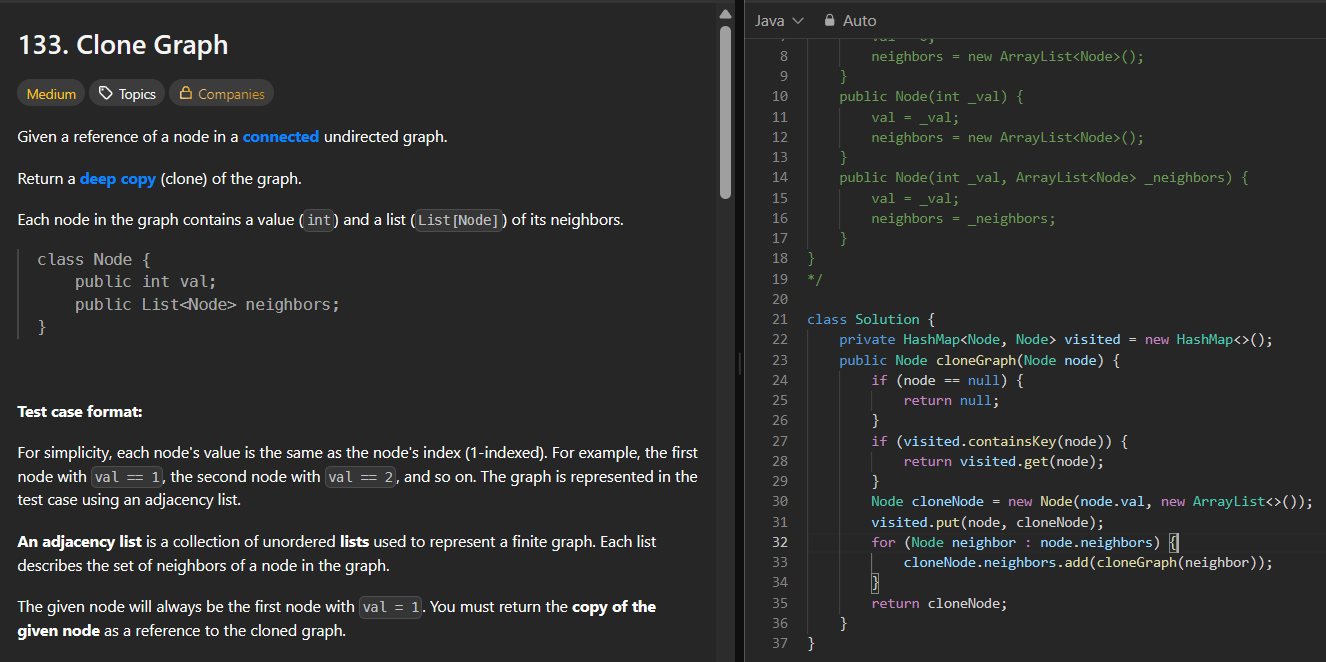 133. Clone Graph
Medium
Topics
Companies
Given a reference of a node in a connected undirected graph.
Return a deep copy (clone) of the graph.
Each node in the graph contains a value (int) and a list (List[Node]) of its neighbors.
class Node {
    public int val;
    public List<Node> neighbors;
}
Test case format:
For simplicity, each node's value is the same as the node's index (1-indexed). For example, the first
node with val == 1, the second node with val == 2, and so on. The graph is represented in the
test case using an adjacency list.
An adjacency list is a collection of unordered lists used to represent a finite graph. Each list
describes the set of neighbors of a node in the graph.
The given node will always be the first node with val = 1. You must return the copy of the
given node as a reference to the cloned graph.
Java
Auto
8         neighbors = new ArrayList<Node>();
9     }
10     public Node(int _val) {
11         val = _val;
12         neighbors = new ArrayList<Node>();
13     }
14     public Node(int _val, ArrayList<Node> _neighbors) {
15         val = _val;
16         neighbors = _neighbors;
17     }
18 }
19 */
20
21 class Solution {
22     private HashMap<Node, Node> visited = new HashMap<>();
23     public Node cloneGraph(Node node) {
24         if (node == null) {
25             return null;
26         }
27         if (visited.containsKey(node)) {
28             return visited.get(node);
29         }
30         Node cloneNode = new Node(node.val, new ArrayList<>());
31         visited.put(node, cloneNode);
32         for (Node neighbor : node.neighbors) {
33             cloneNode.neighbors.add(cloneGraph(neighbor));
34         }
35         return cloneNode;
36     }
37 }